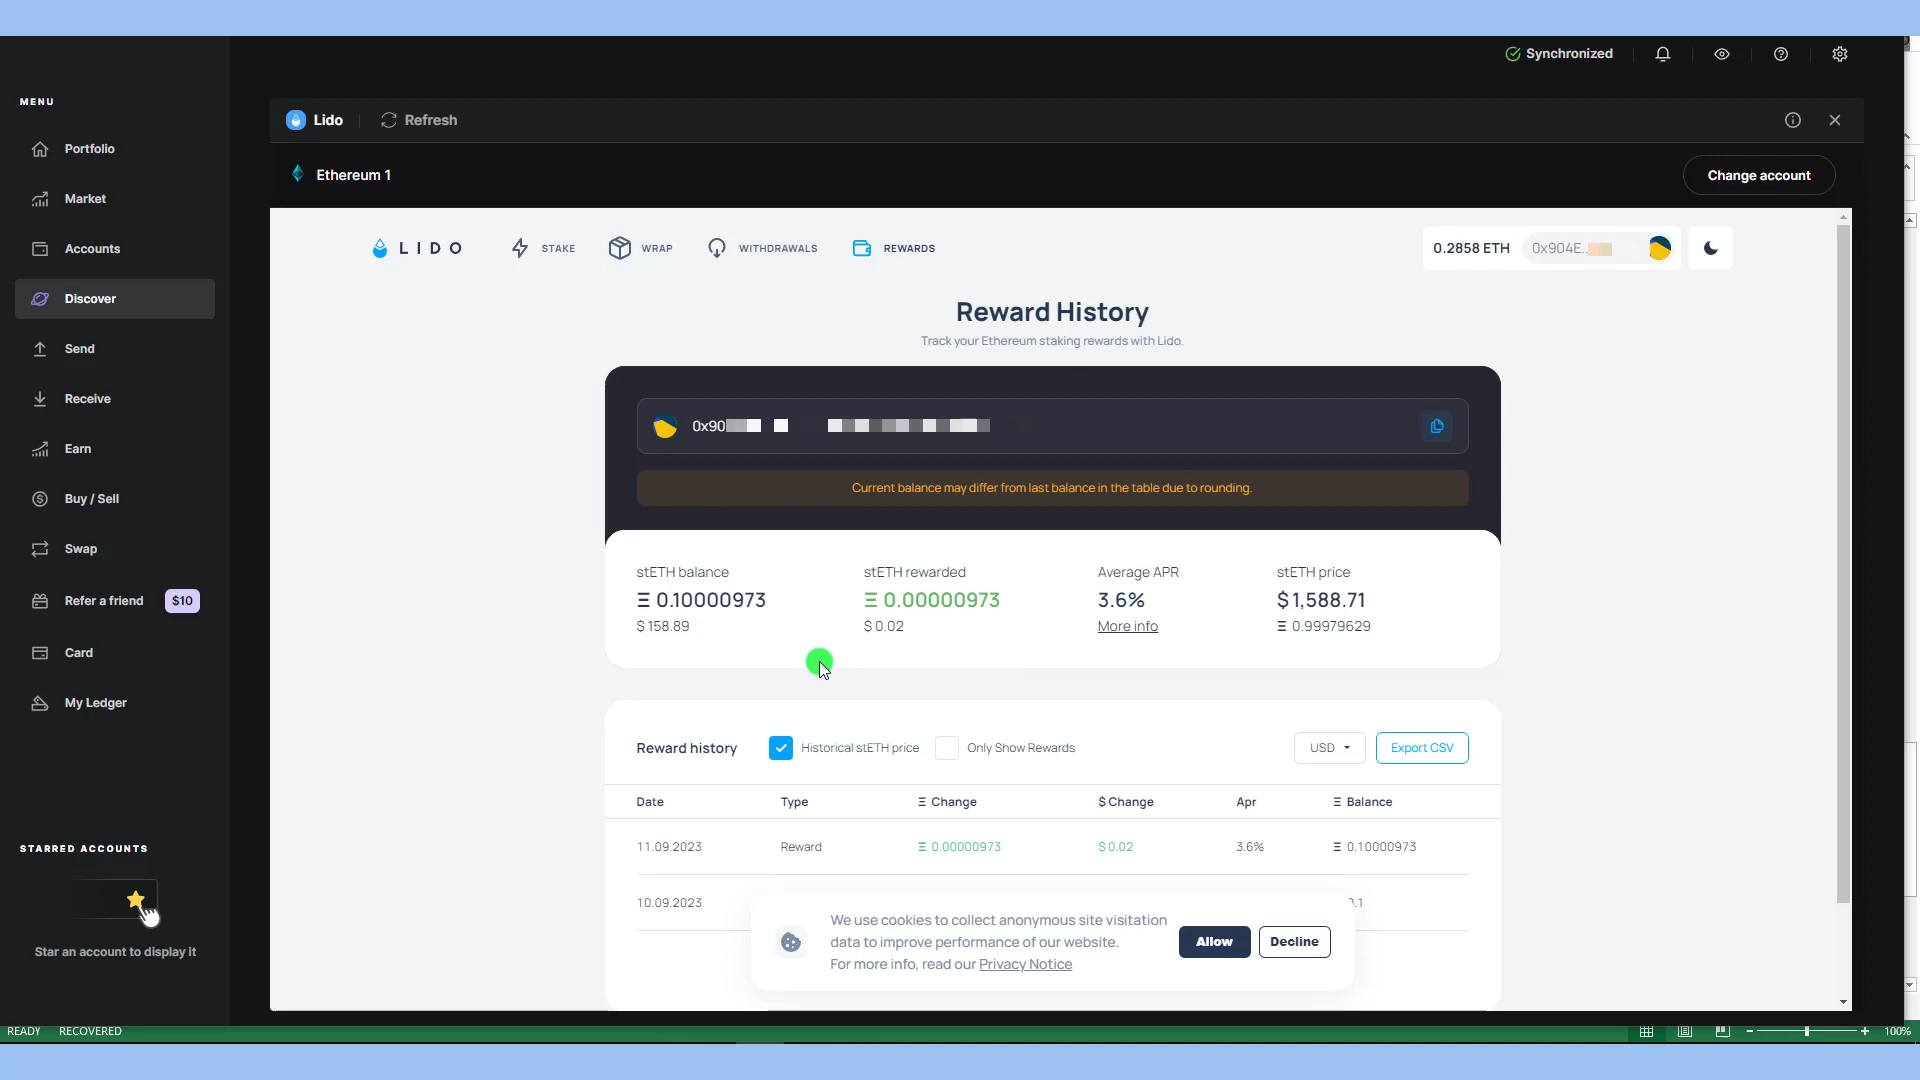 Synchronized
MENU
Portfolio
Market
Accounts
Discover
Send
Receive
Earn
Buy / Sell
Swap
Refer a friend $10
Card
My Ledger
STARRED ACCOUNTS
Star an account to display it
Lido Refresh
Ethereum 1 Change account
LIDO STAKE WRAP WITHDRAWALS REWARDS 0.2858 ETH 0x904E..
Reward History
Track your Ethereum staking rewards with Lido.
0x90
Current balance may differ from last balance in the table due to rounding.
stETH balance stETH rewarded Average APR stETH price
Ξ 0.10000973 Ξ 0.00000973 3.6% $ 1,588.71
$ 158.89 $ 0.02 More info Ξ 0.99979629
Reward history Historical stETH price Only Show Rewards USD Export CSV
Date Type Ξ Change $ Change Apr Ξ Balance
11.09.2023 Reward Ξ 0.00000973 $ 0.02 3.6% Ξ 0.10000973
10.09.2023
We use cookies to collect anonymous site visitation
data to improve performance of our website.
For more info, read our Privacy Notice
Allow Decline
READY RECOVERED 100%